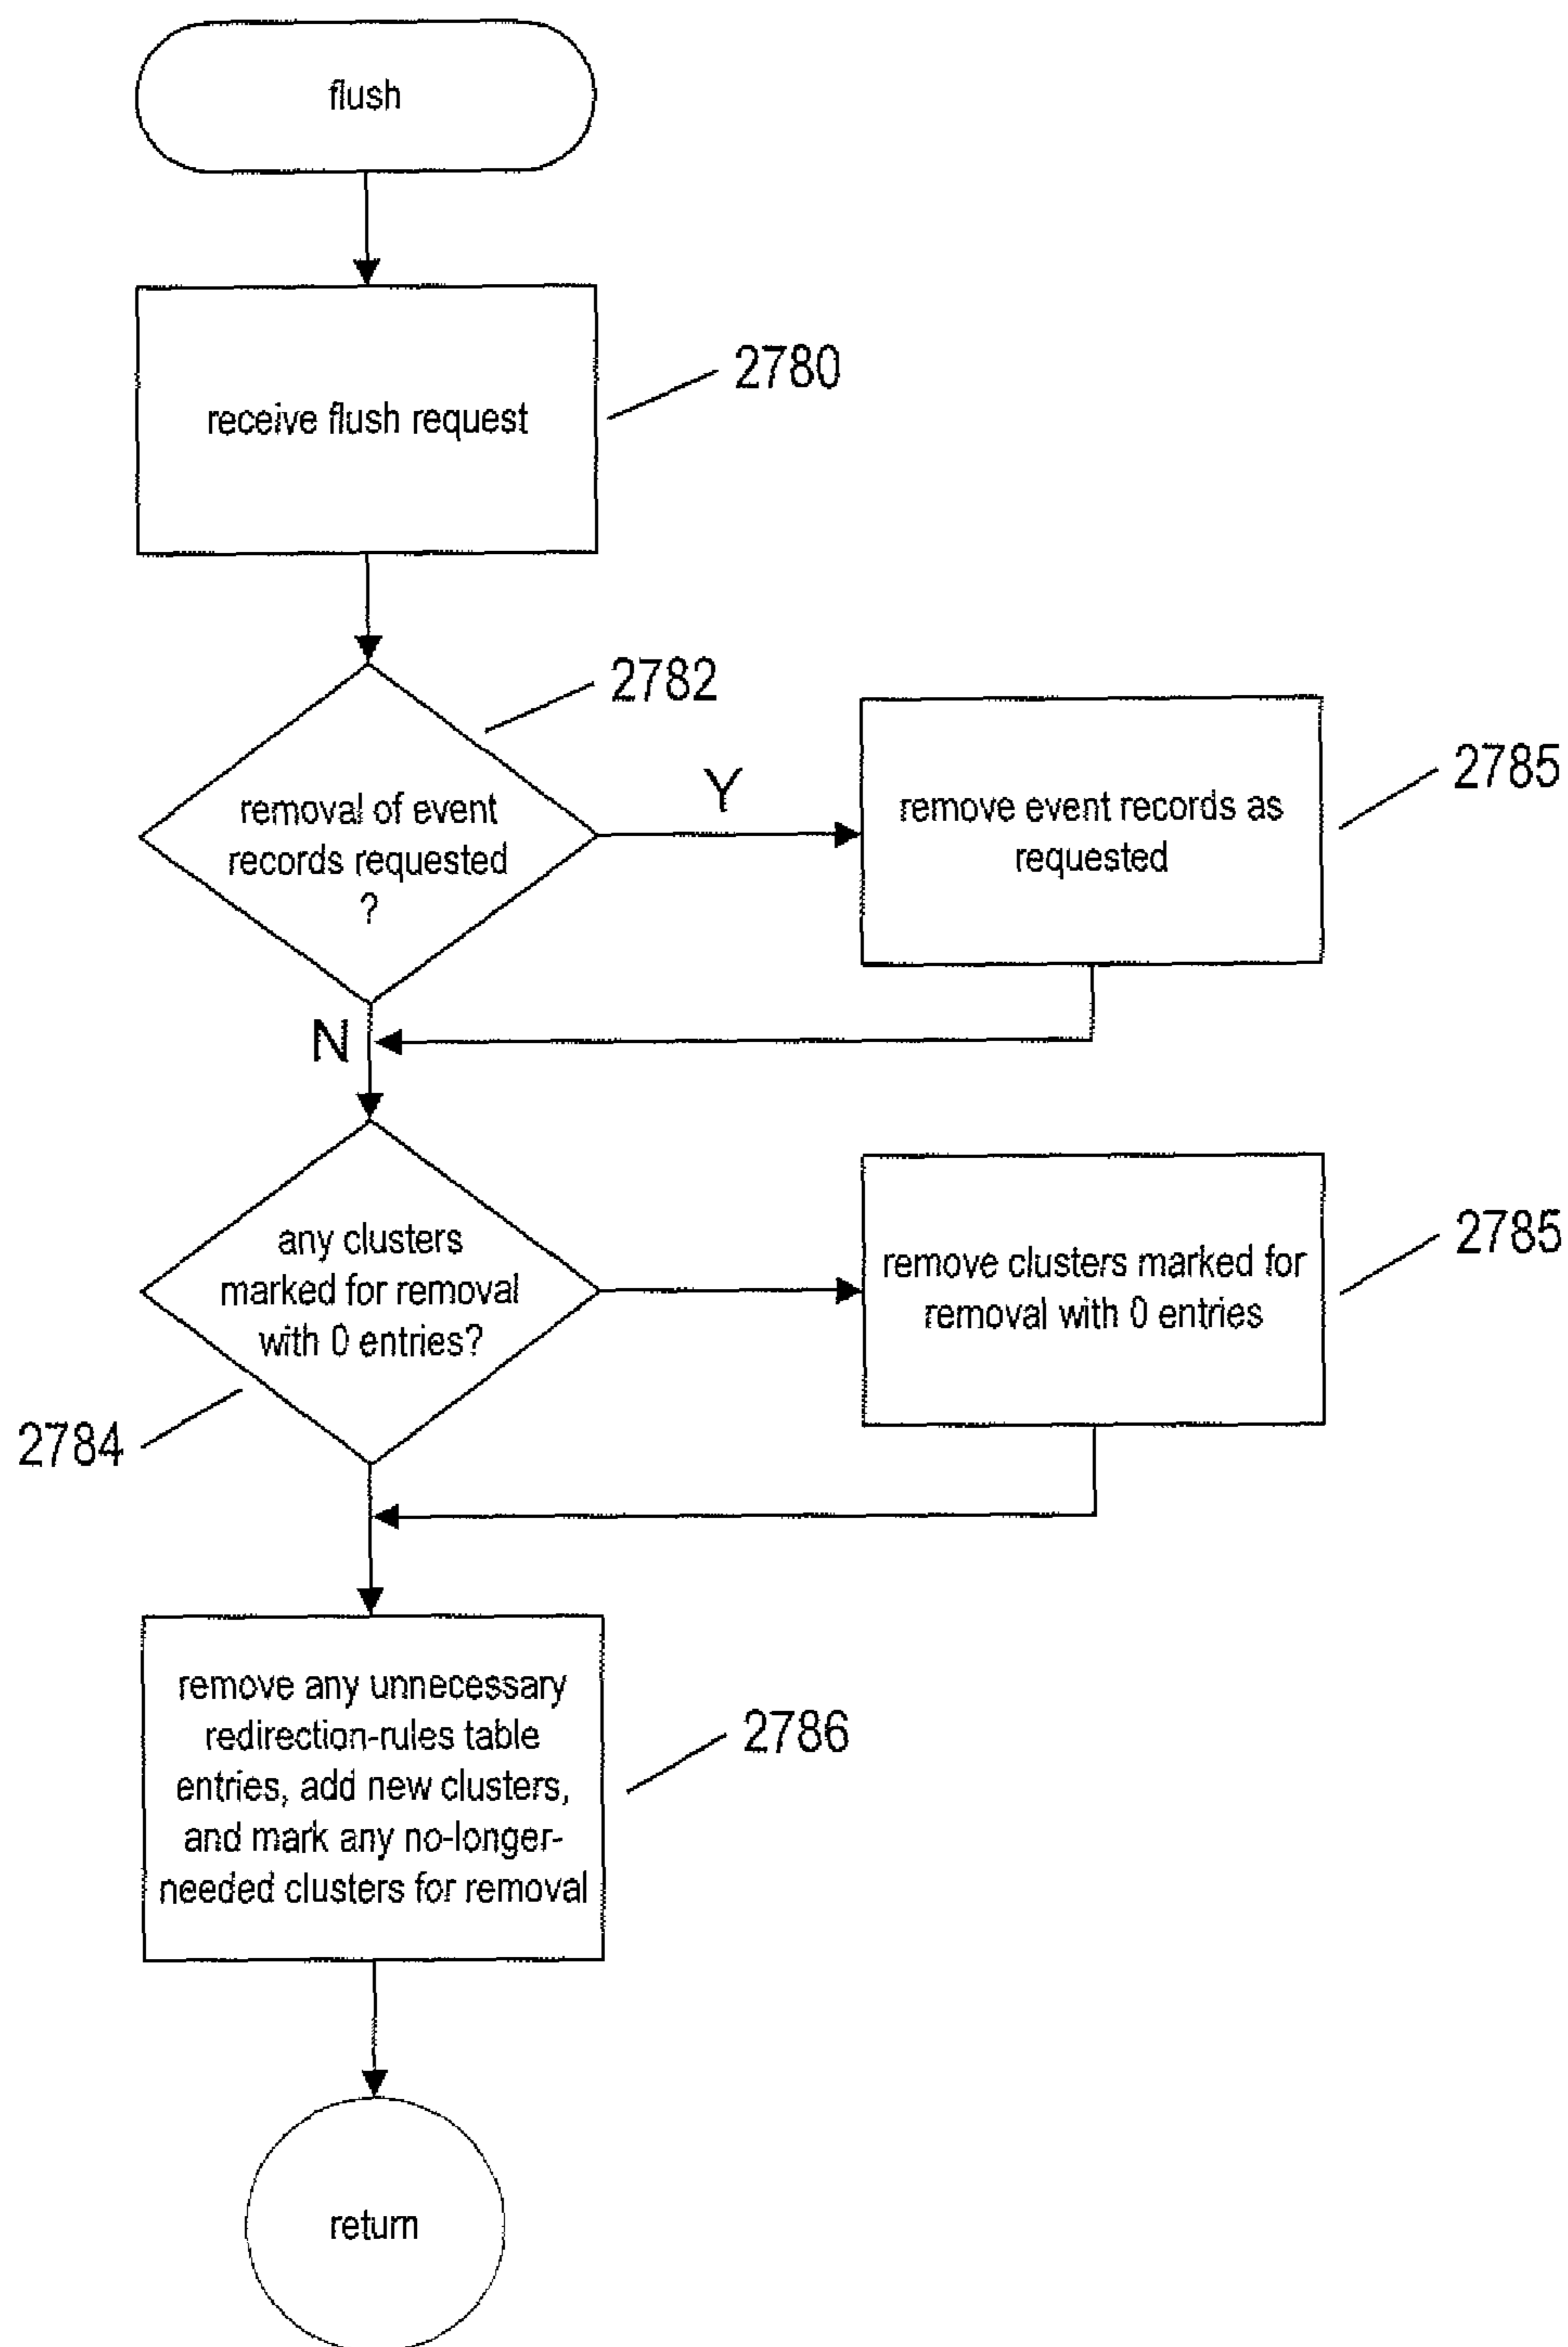 flush
receive flush request
2780
2782
removal of event
records requested
?
Y
remove event records as
requested
2785
N
any clusters
marked for removal
with 0 entries?
2784
remove clusters marked for
removal with 0 entries
2785
remove any unnecessary
redirection-rules table
entries, add new clusters,
and mark any no-longer-
needed clusters for removal
2786
return